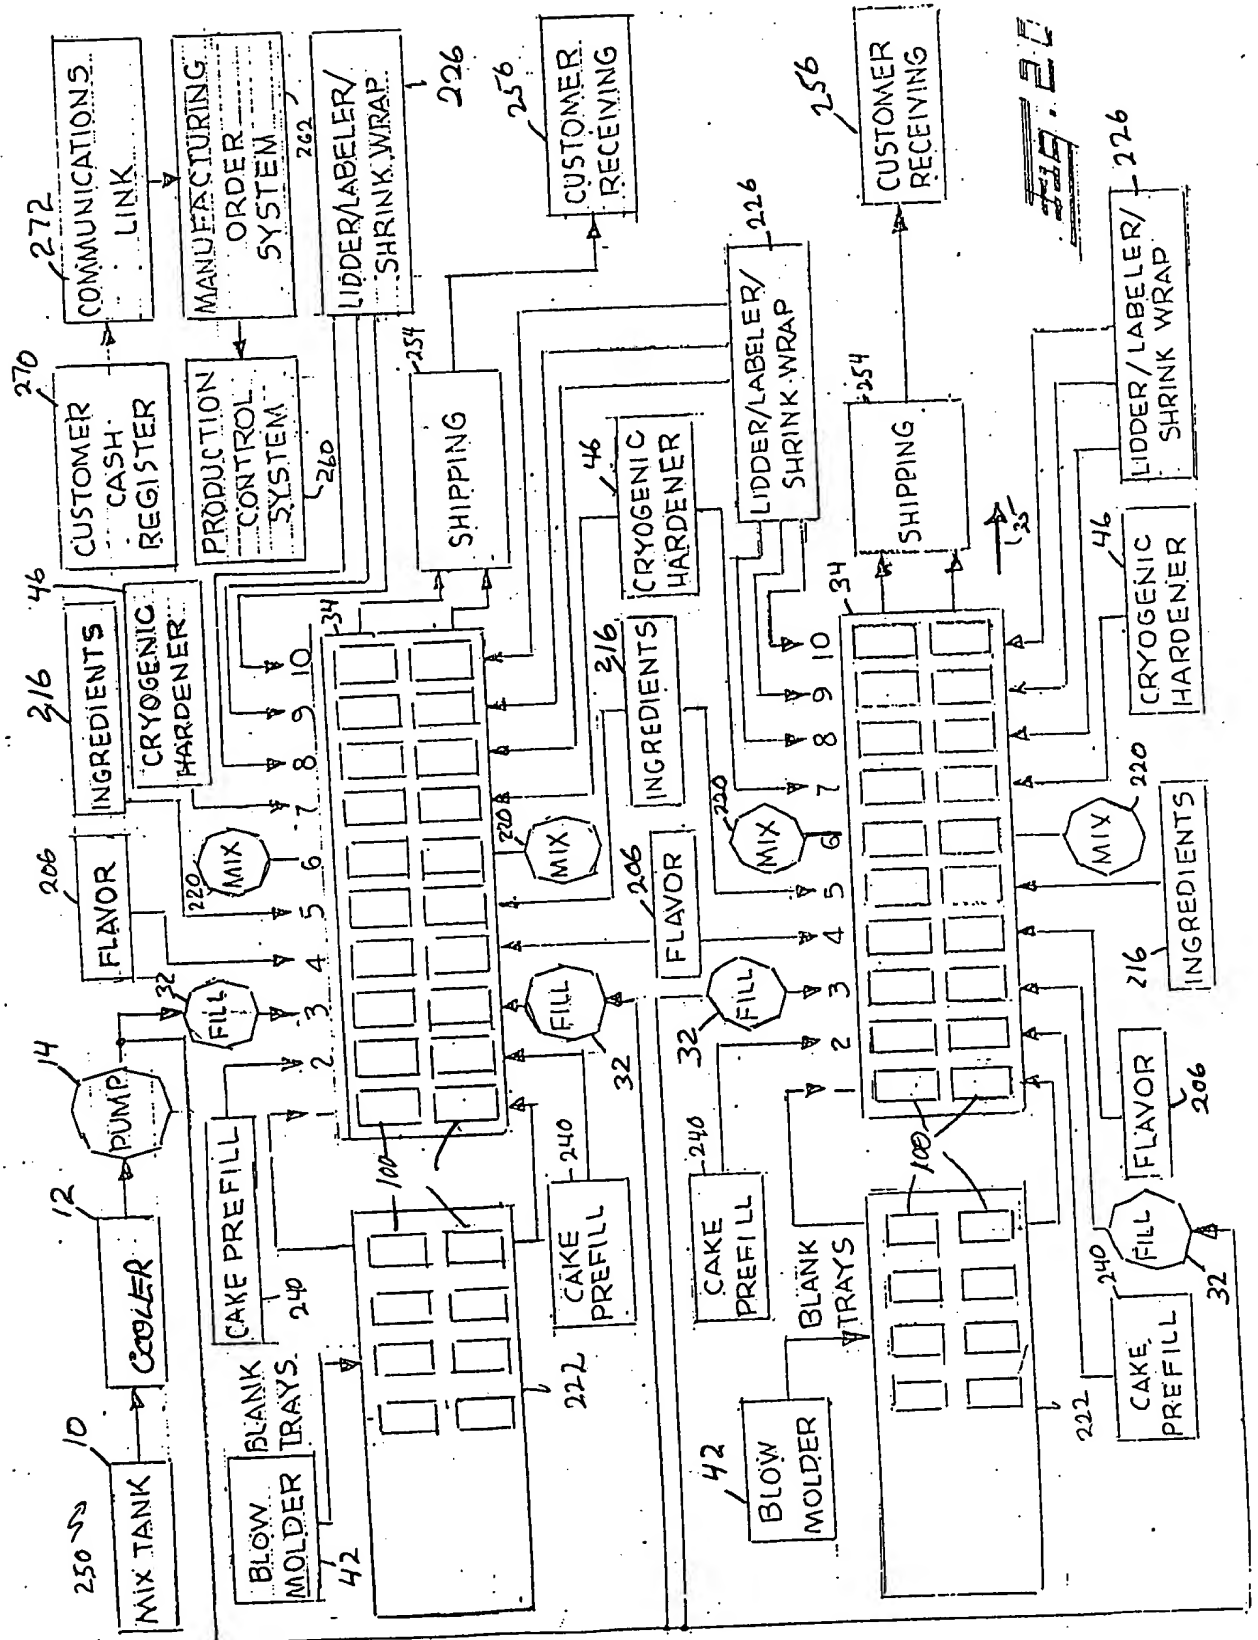 250
MIX TANK
10
COOLER
12
PUMP
14
FLAVOR
206
INGREDIENTS
216
CRYOGENIC
HARDENER
46
CUSTOMER
CASH
REGISTER
270
COMMUNICATIONS
LINK
272
PRODUCTION
CONTROL
SYSTEM
260
MANUFACTURING
ORDER
SYSTEM
262
LIDDER/LABELER/
SHRINK WRAP
226
BLOW
MOLDER
42
BLANK
TRAYS
CAKE PREFILL
240
FILL
32
MIX
220
1 2 3 4 5 6 7 8 9 10
34
100
222
SHIPPING
254
CUSTOMER
RECEIVING
256
CAKE
PREFILL
240
FILL
32
MIX
220
FLAVOR
206
INGREDIENTS
216
CRYOGENIC
HARDENER
46
LIDDER/LABELER/
SHRINK WRAP
226
BLOW
MOLDER
42
BLANK
TRAYS
CAKE
PREFILL
240
FILL
32
MIX
220
1 2 3 4 5 6 7 8 9 10
34
100
222
SHIPPING
254
CUSTOMER
RECEIVING
256
CAKE
PREFILL
240
FILL
32
FLAVOR
206
INGREDIENTS
216
MIX
220
CRYOGENIC
HARDENER
46
LIDDER/LABELER/
SHRINK WRAP
226